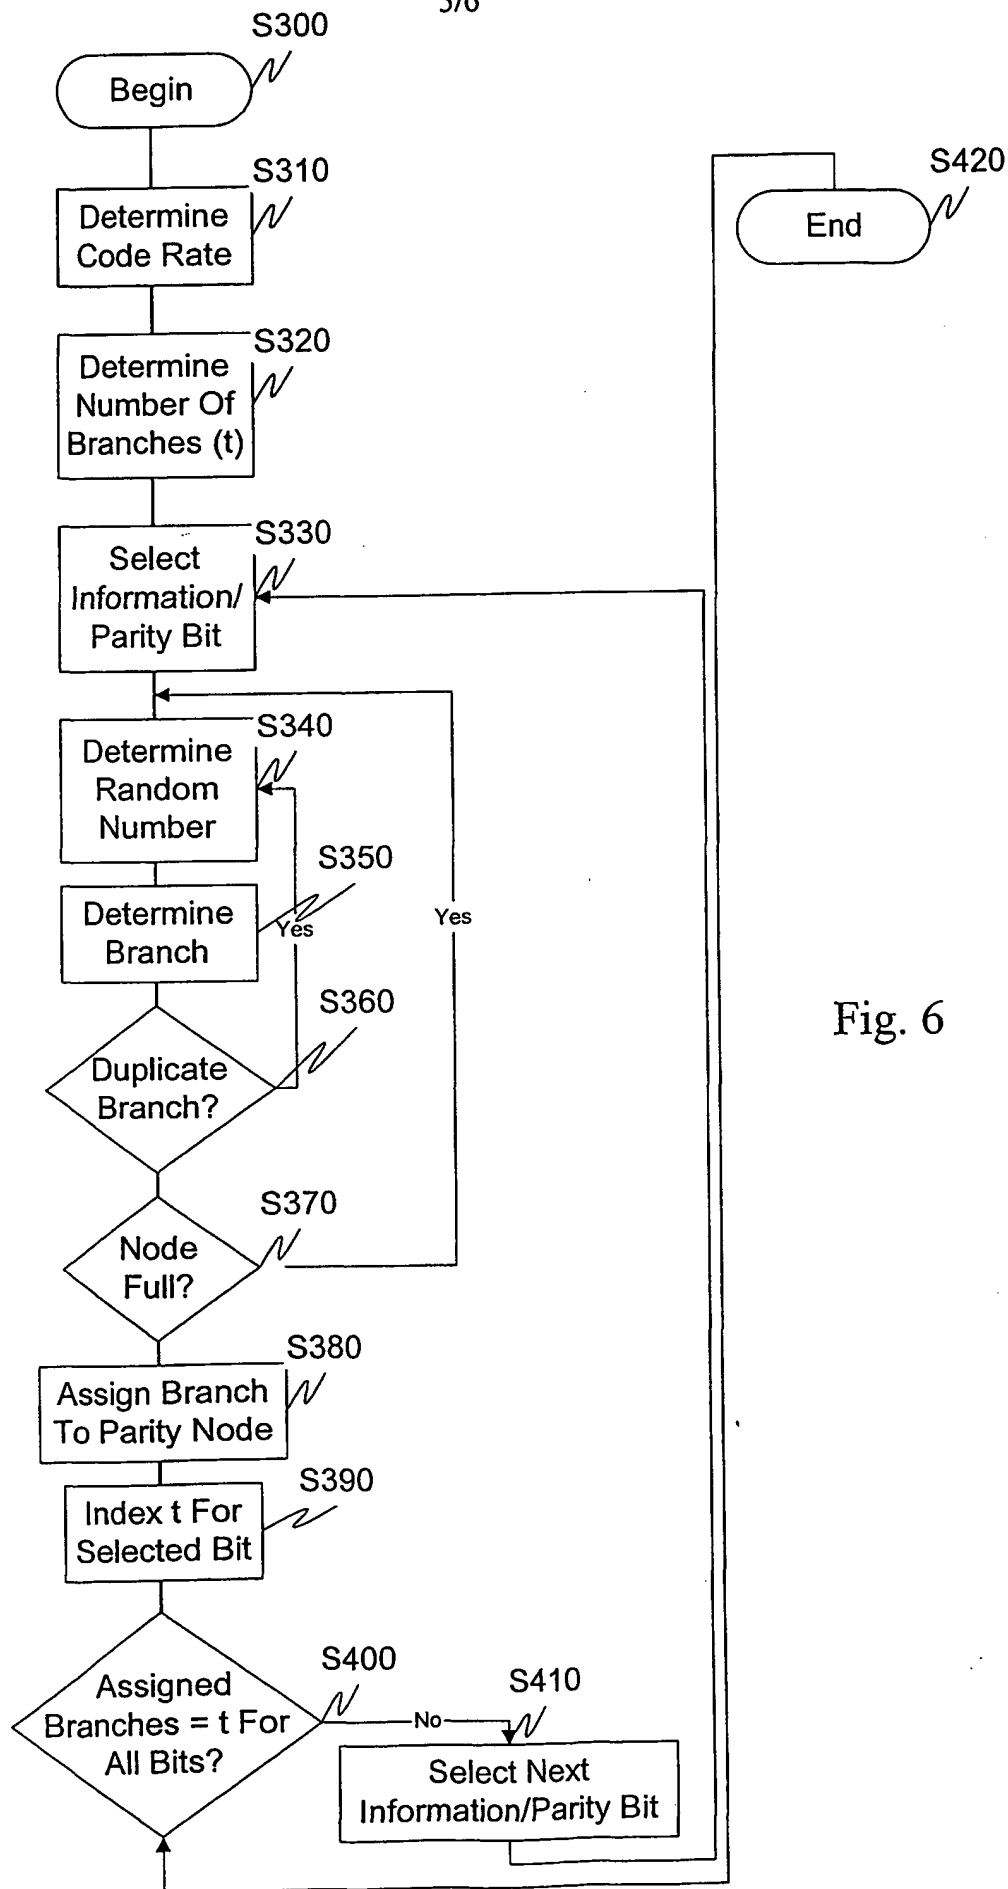 5/6
S300
Begin
S310
Determine
Code Rate
S320
Determine
Number Of
Branches (t)
S330
Select
Information/
Parity Bit
S340
Determine
Random
Number
S350
Determine
Branch
Yes
Yes
S360
Duplicate
Branch?
S370
Node
Full?
S380
Assign Branch
To Parity Node
S390
Index t For
Selected Bit
S400
Assigned
Branches = t For
All Bits?
No
S410
Select Next
Information/Parity Bit
S420
End
Fig. 6